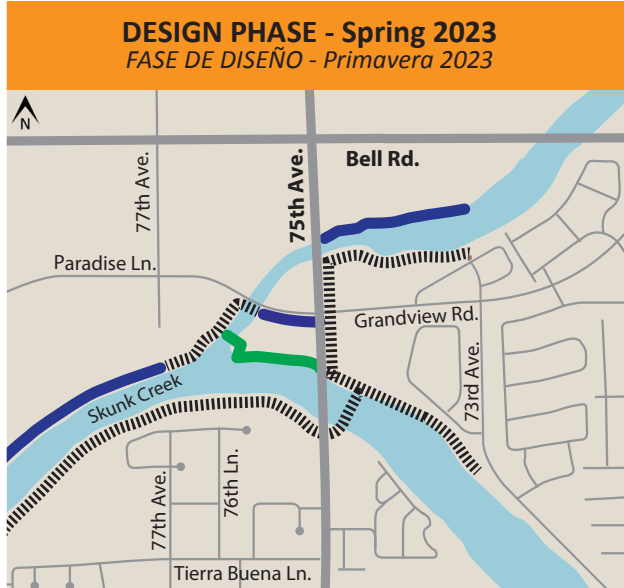 DESIGN PHASE - Spring 2023
FASE DE DISEÑO - Primavera 2023
N
Bell Rd.
77th Ave.
75th Ave.
Paradise Ln.
Grandview Rd.
73rd Ave.
Skunk Creek
77th Ave.
76th Ln.
Tierra Buena Ln.